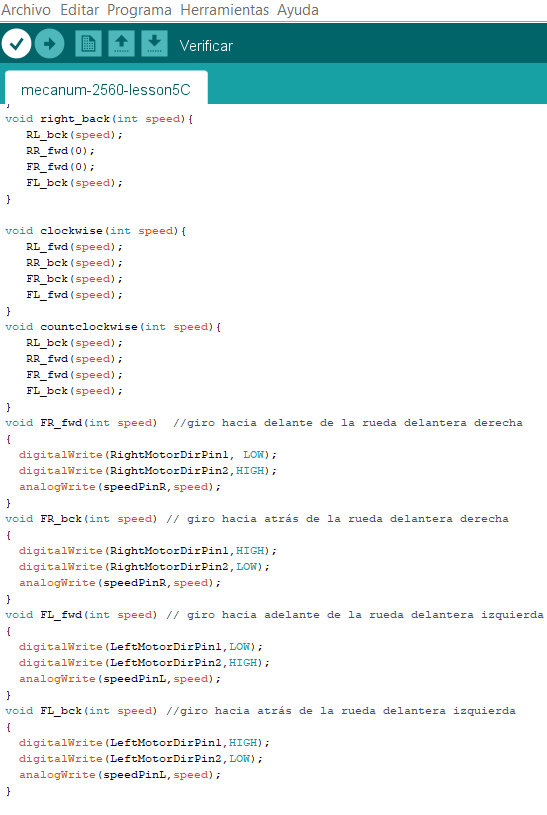 Archivo Editar Programa Herramientas Ayuda
Verificar
mecanum-2560-lesson5C
}
void right_back(int speed){
   RL_bck(speed);
   RR_fwd(0);
   FR_fwd(0);
   FL_bck(speed);
}

void clockwise(int speed){
   RL_fwd(speed);
   RR_bck(speed);
   FR_bck(speed);
   FL_fwd(speed);
}
void countclockwise(int speed){
   RL_bck(speed);
   RR_fwd(speed);
   FR_fwd(speed);
   FL_bck(speed);
}
void FR_fwd(int speed)  //giro hacia delante de la rueda delantera derecha
{
  digitalWrite(RightMotorDirPin1, LOW);
  digitalWrite(RightMotorDirPin2,HIGH);
  analogWrite(speedPinR,speed);
}
void FR_bck(int speed) // giro hacia atrás de la rueda delantera derecha
{
  digitalWrite(RightMotorDirPin1,HIGH);
  digitalWrite(RightMotorDirPin2,LOW);
  analogWrite(speedPinR,speed);
}
void FL_fwd(int speed) // giro hacia adelante de la rueda delantera izquierda
{
  digitalWrite(LeftMotorDirPin1,LOW);
  digitalWrite(LeftMotorDirPin2,HIGH);
  analogWrite(speedPinL,speed);
}
void FL_bck(int speed) //giro hacia atrás de la rueda delantera izquierda
{
  digitalWrite(LeftMotorDirPin1,HIGH);
  digitalWrite(LeftMotorDirPin2,LOW);
  analogWrite(speedPinL,speed);
}